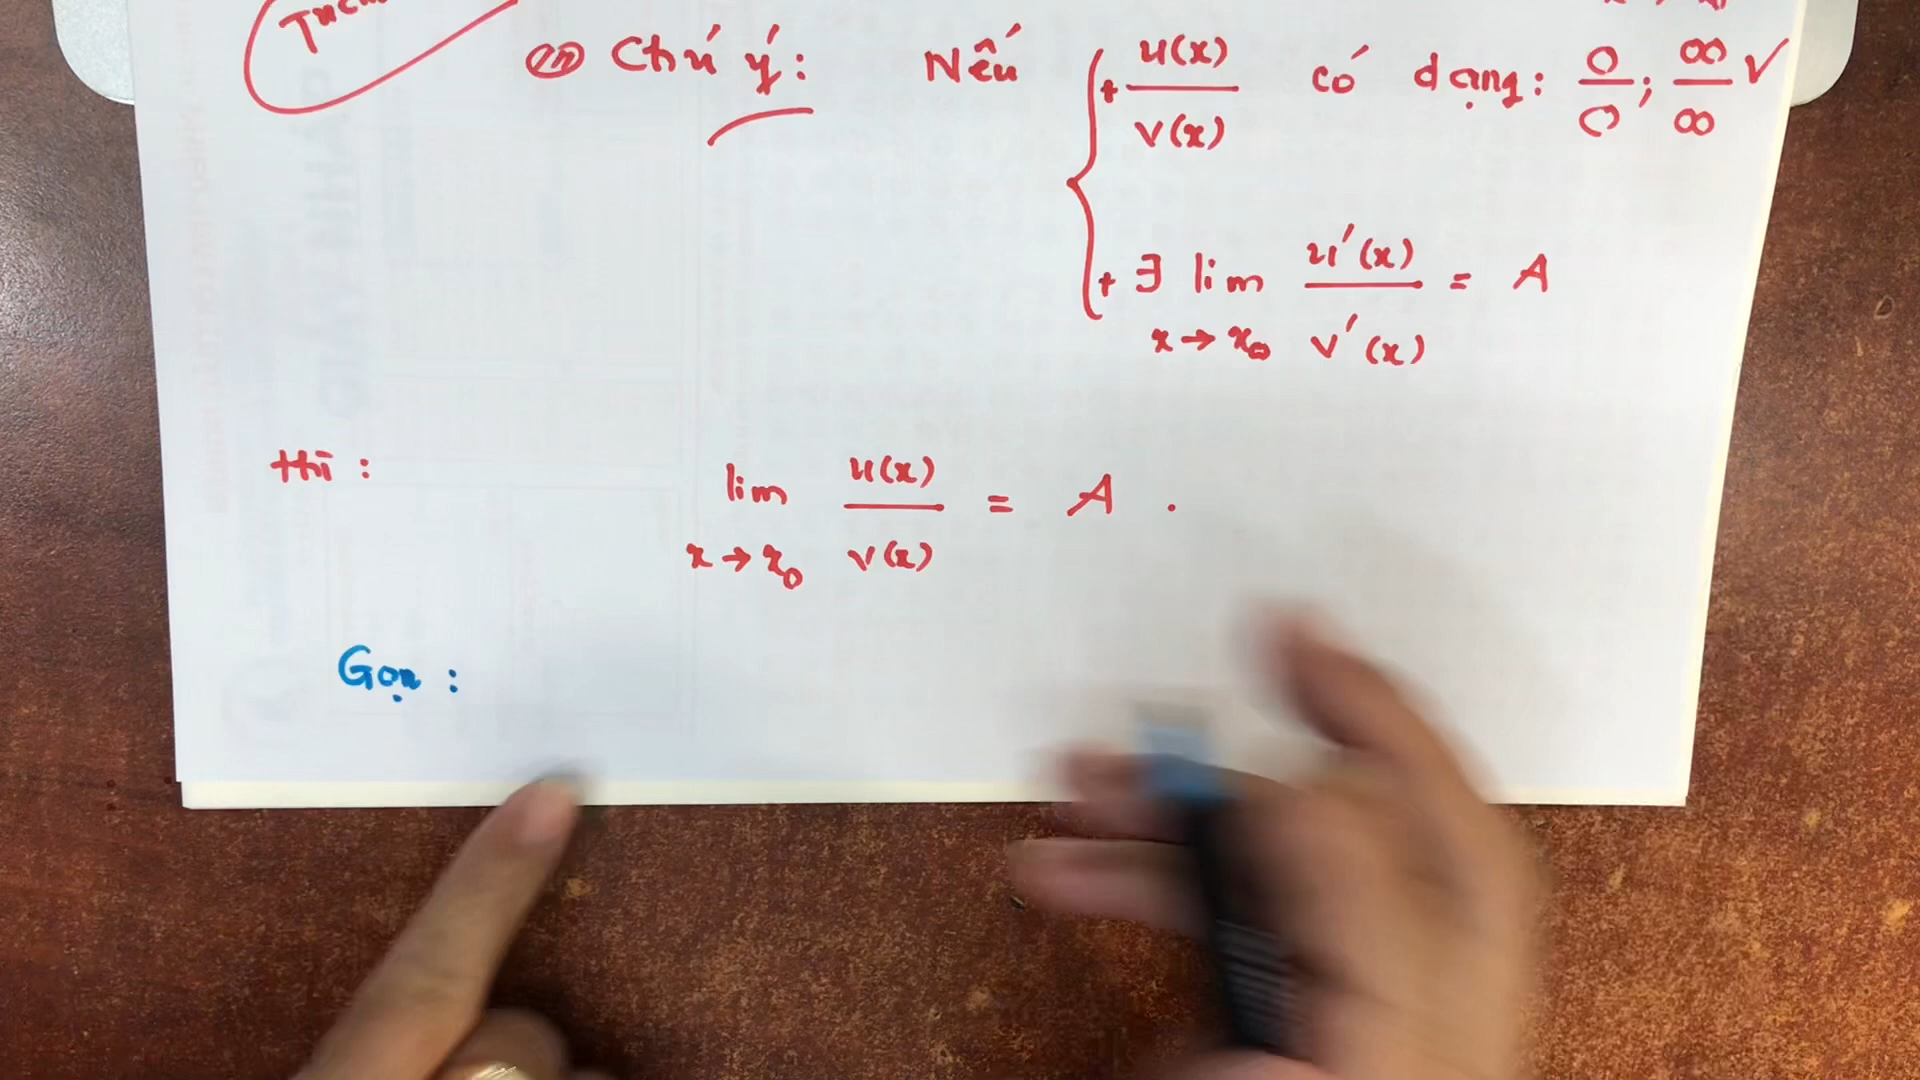 Chú ý: Nếu { + u(x)/v(x) có dạng: 0/0; ∞/∞ ✓
+ ∃ lim x→x₀ u'(x)/v'(x) = A
thì: lim x→x₀ u(x)/v(x) = A .
Gọn :